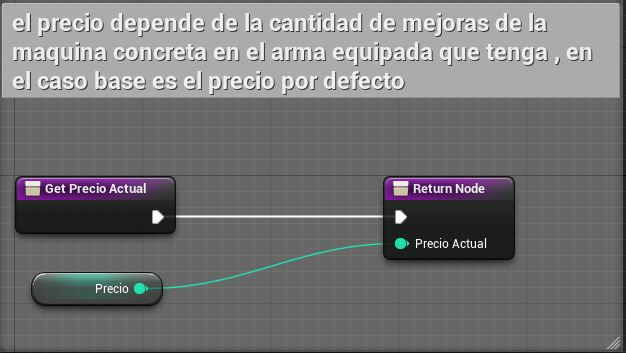 el precio depende de la cantidad de mejoras de la
maquina concreta en el arma equipada que tenga , en
el caso base es el precio por defecto
Get Precio Actual
Return Node
Precio Actual
Precio